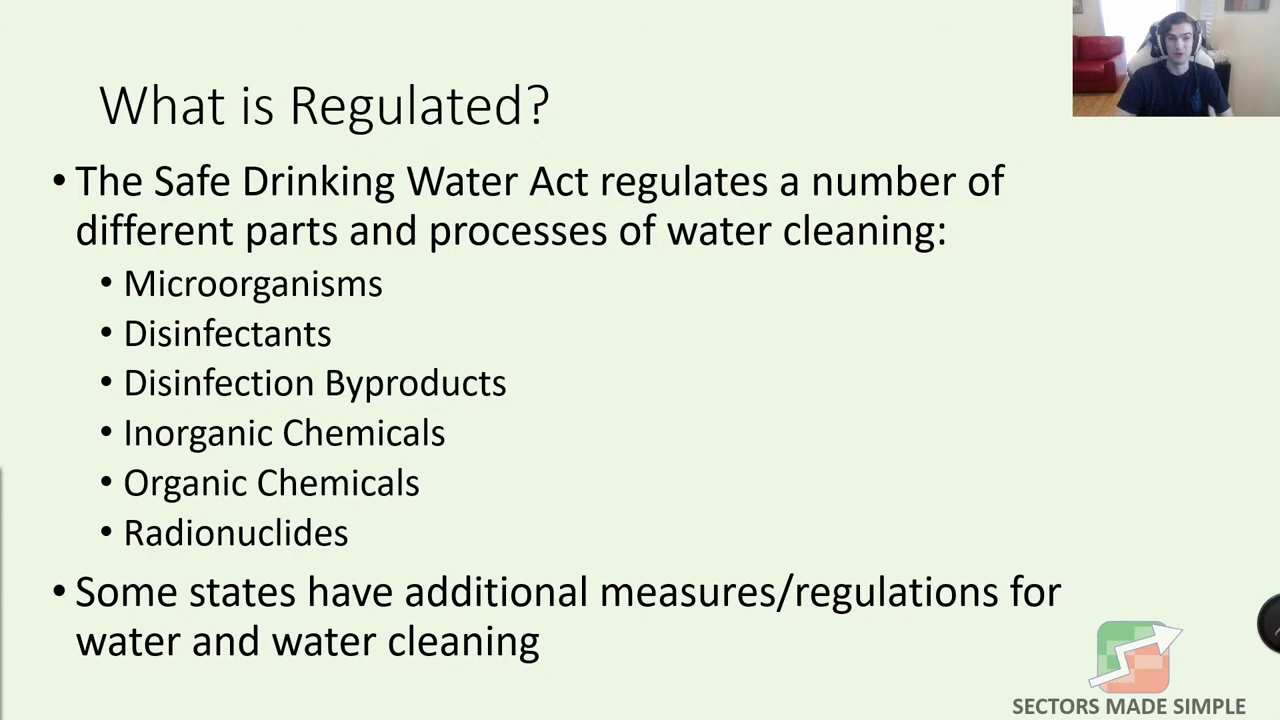 What is Regulated?
• The Safe Drinking Water Act regulates a number of
different parts and processes of water cleaning:
• Microorganisms
• Disinfectants
• Disinfection Byproducts
• Inorganic Chemicals
• Organic Chemicals
• Radionuclides
• Some states have additional measures/regulations for
water and water cleaning
SECTORS MADE SIMPLE